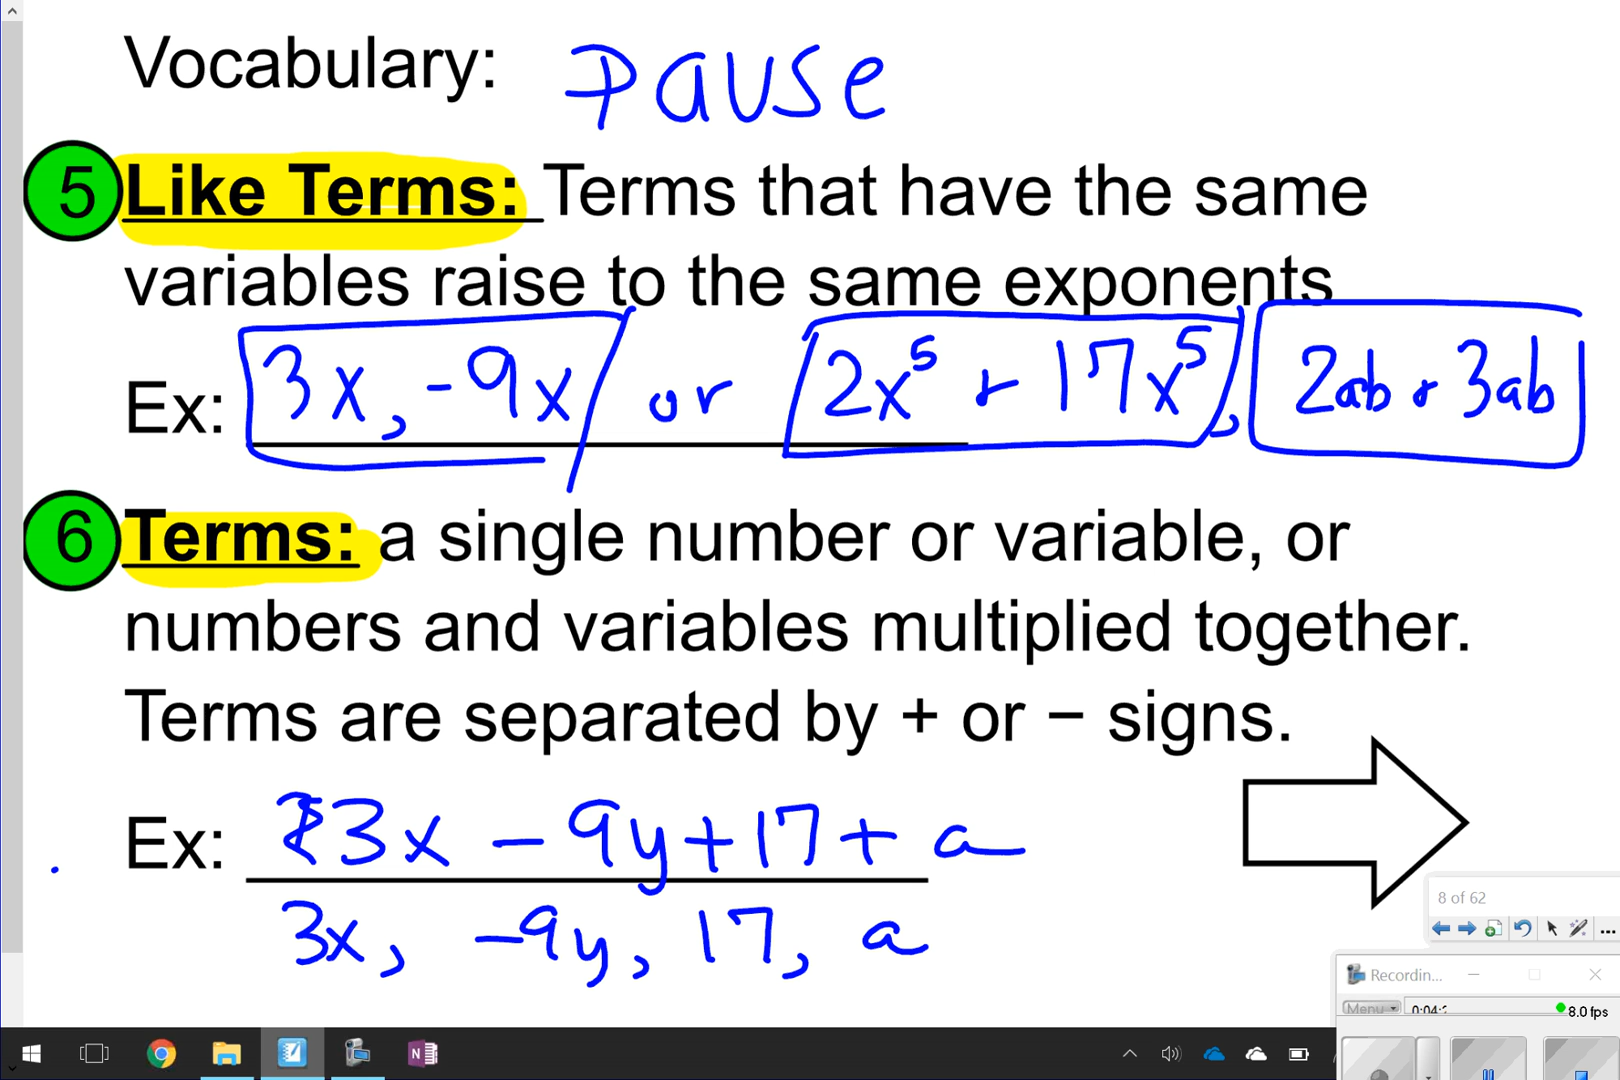 Vocabulary: Pause
5 Like Terms: Terms that have the same
variables raise to the same exponents
Ex: 3x, -9x or 2x⁵ + 17x⁵, 2ab + 3ab
6 Terms: a single number or variable, or
numbers and variables multiplied together.
Terms are separated by + or − signs.
Ex: 3x - 9y + 17 + a
3x, -9y, 17, a
8 of 62
...
Recordin...
Menu
8.0 fps
N